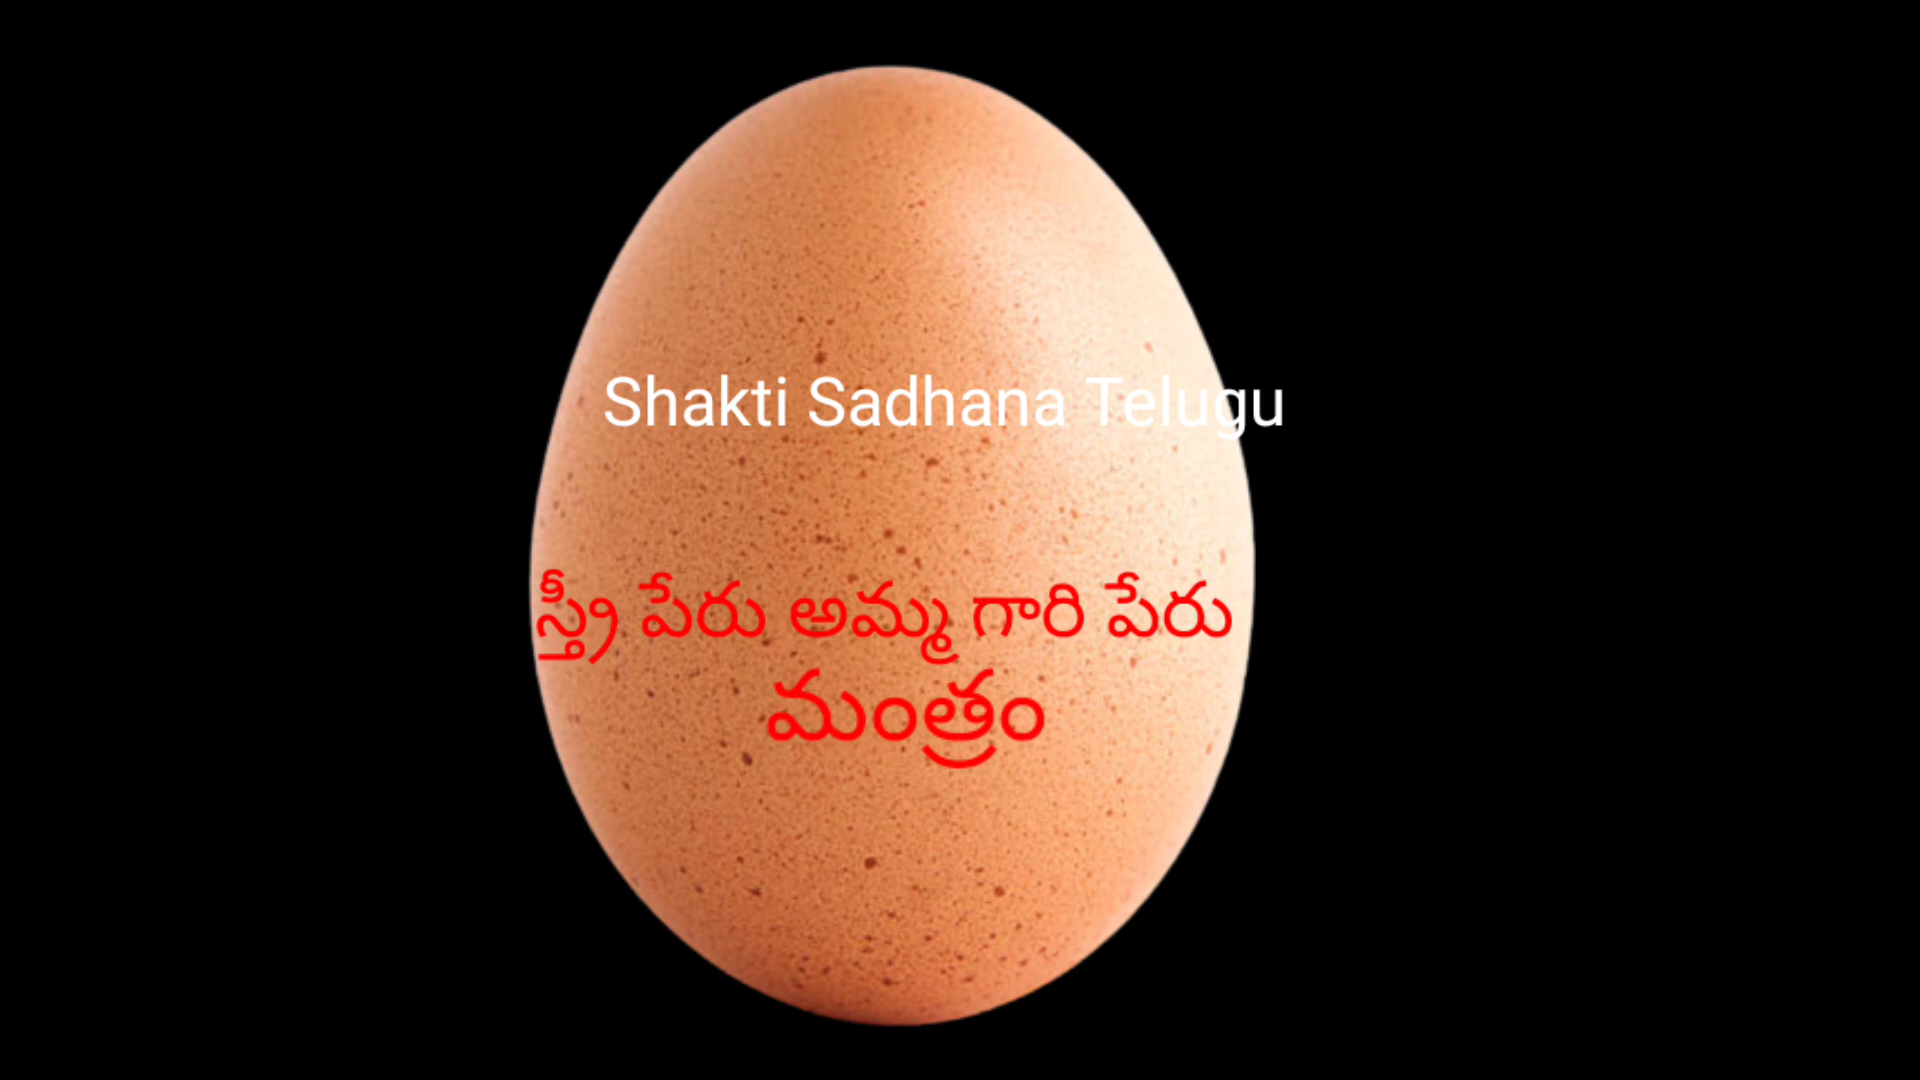 Shakti Sadhana Telugu
స్త్రీ పేరు అమ్మ గారి పేరు
మంత్రం